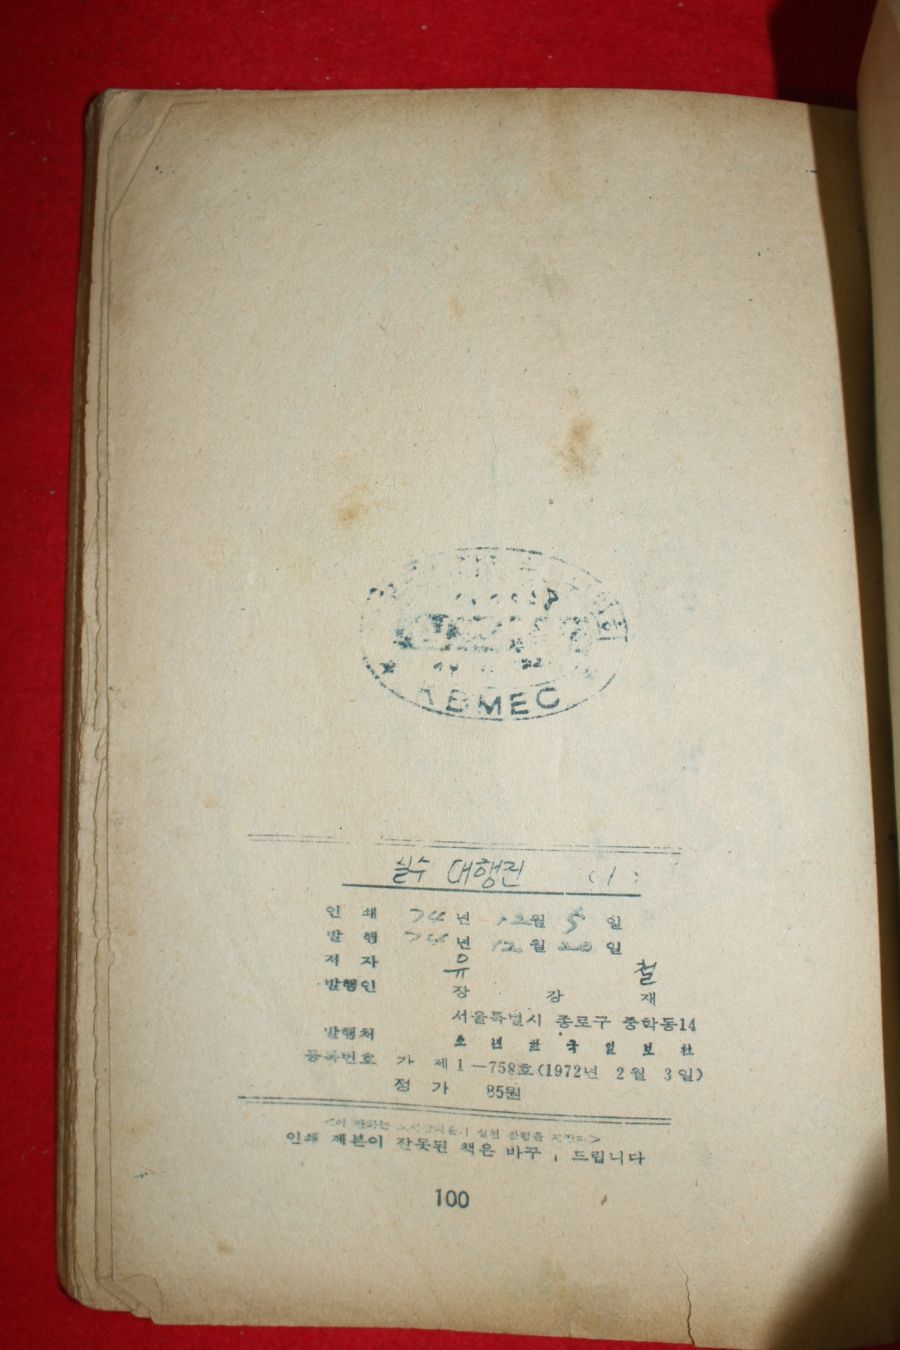 KBMEC
실수 대행진 (1)
인 쇄 74년 12월 5일
발 행 74년 12월 20일
저 자 유 철
발행인 장 강 재
서울특별시 종로구 중학동14
발행처 소 년 한 국 일 보 社
등록번호 가 제1—758호(1972년 2월 3일)
정 가 85원
인쇄 제본이 잘못된 책은 바꾸, 드립니다
100